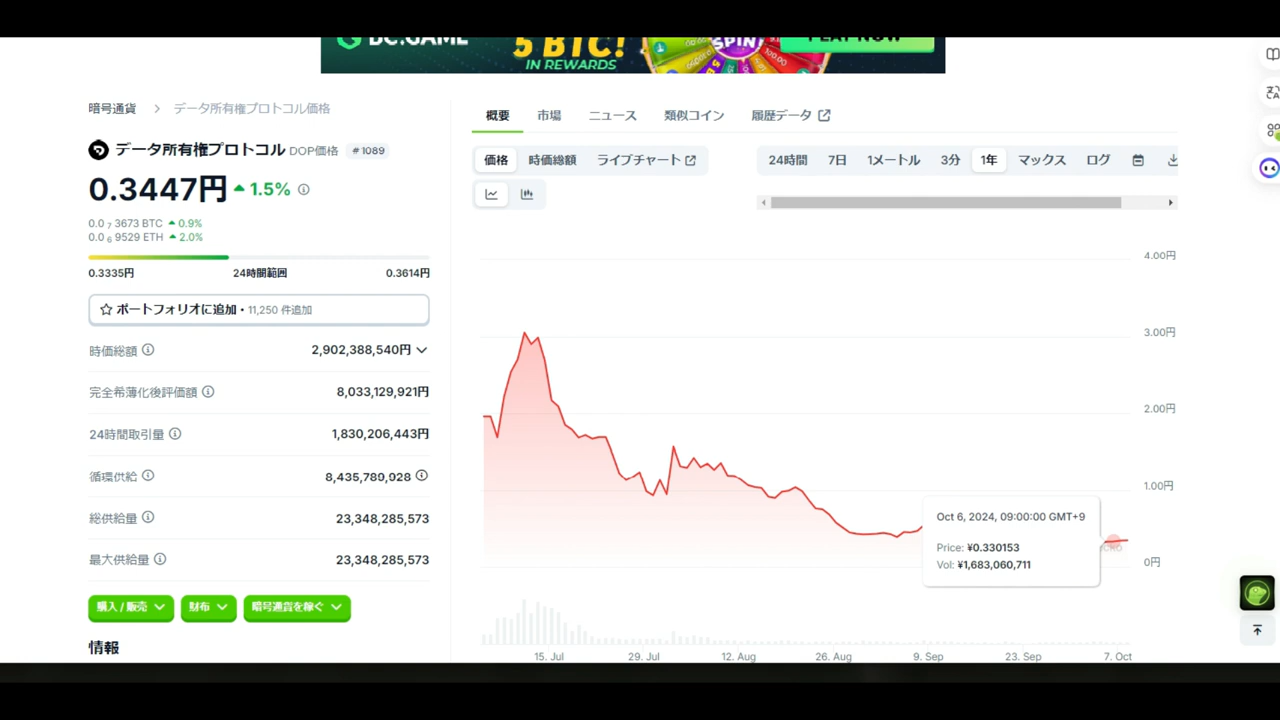 BC.GAME
5 BTC!
IN REWARDS
SPIN
PLAY NOW
暗号通貨 > データ所有権プロトコル価格
データ所有権プロトコル DOP価格 #1089
0.3447円 1.5%
0.0₇3673 BTC 0.9%
0.0₆9529 ETH 2.0%
0.3335円 24時間範囲 0.3614円
ポートフォリオに追加 • 11,250 件追加
時価総額 2,902,388,540円
完全希薄化後評価額 8,033,129,921円
24時間取引量 1,830,206,443円
循環供給 8,435,789,928
総供給量 23,348,285,573
最大供給量 23,348,285,573
購入 / 販売 財布 暗号通貨を稼ぐ
情報
概要 市場 ニュース 類似コイン 履歴データ
価格 時価総額 ライブチャート
24時間 7日 1メートル 3分 1年 マックス ログ
4.00円
3.00円
2.00円
1.00円
0円
Oct 6, 2024, 09:00:00 GMT+9
Price: ¥0.330153
Vol: ¥1,683,060,711
15. Jul 29. Jul 12. Aug 26. Aug 9. Sep 23. Sep 7. Oct